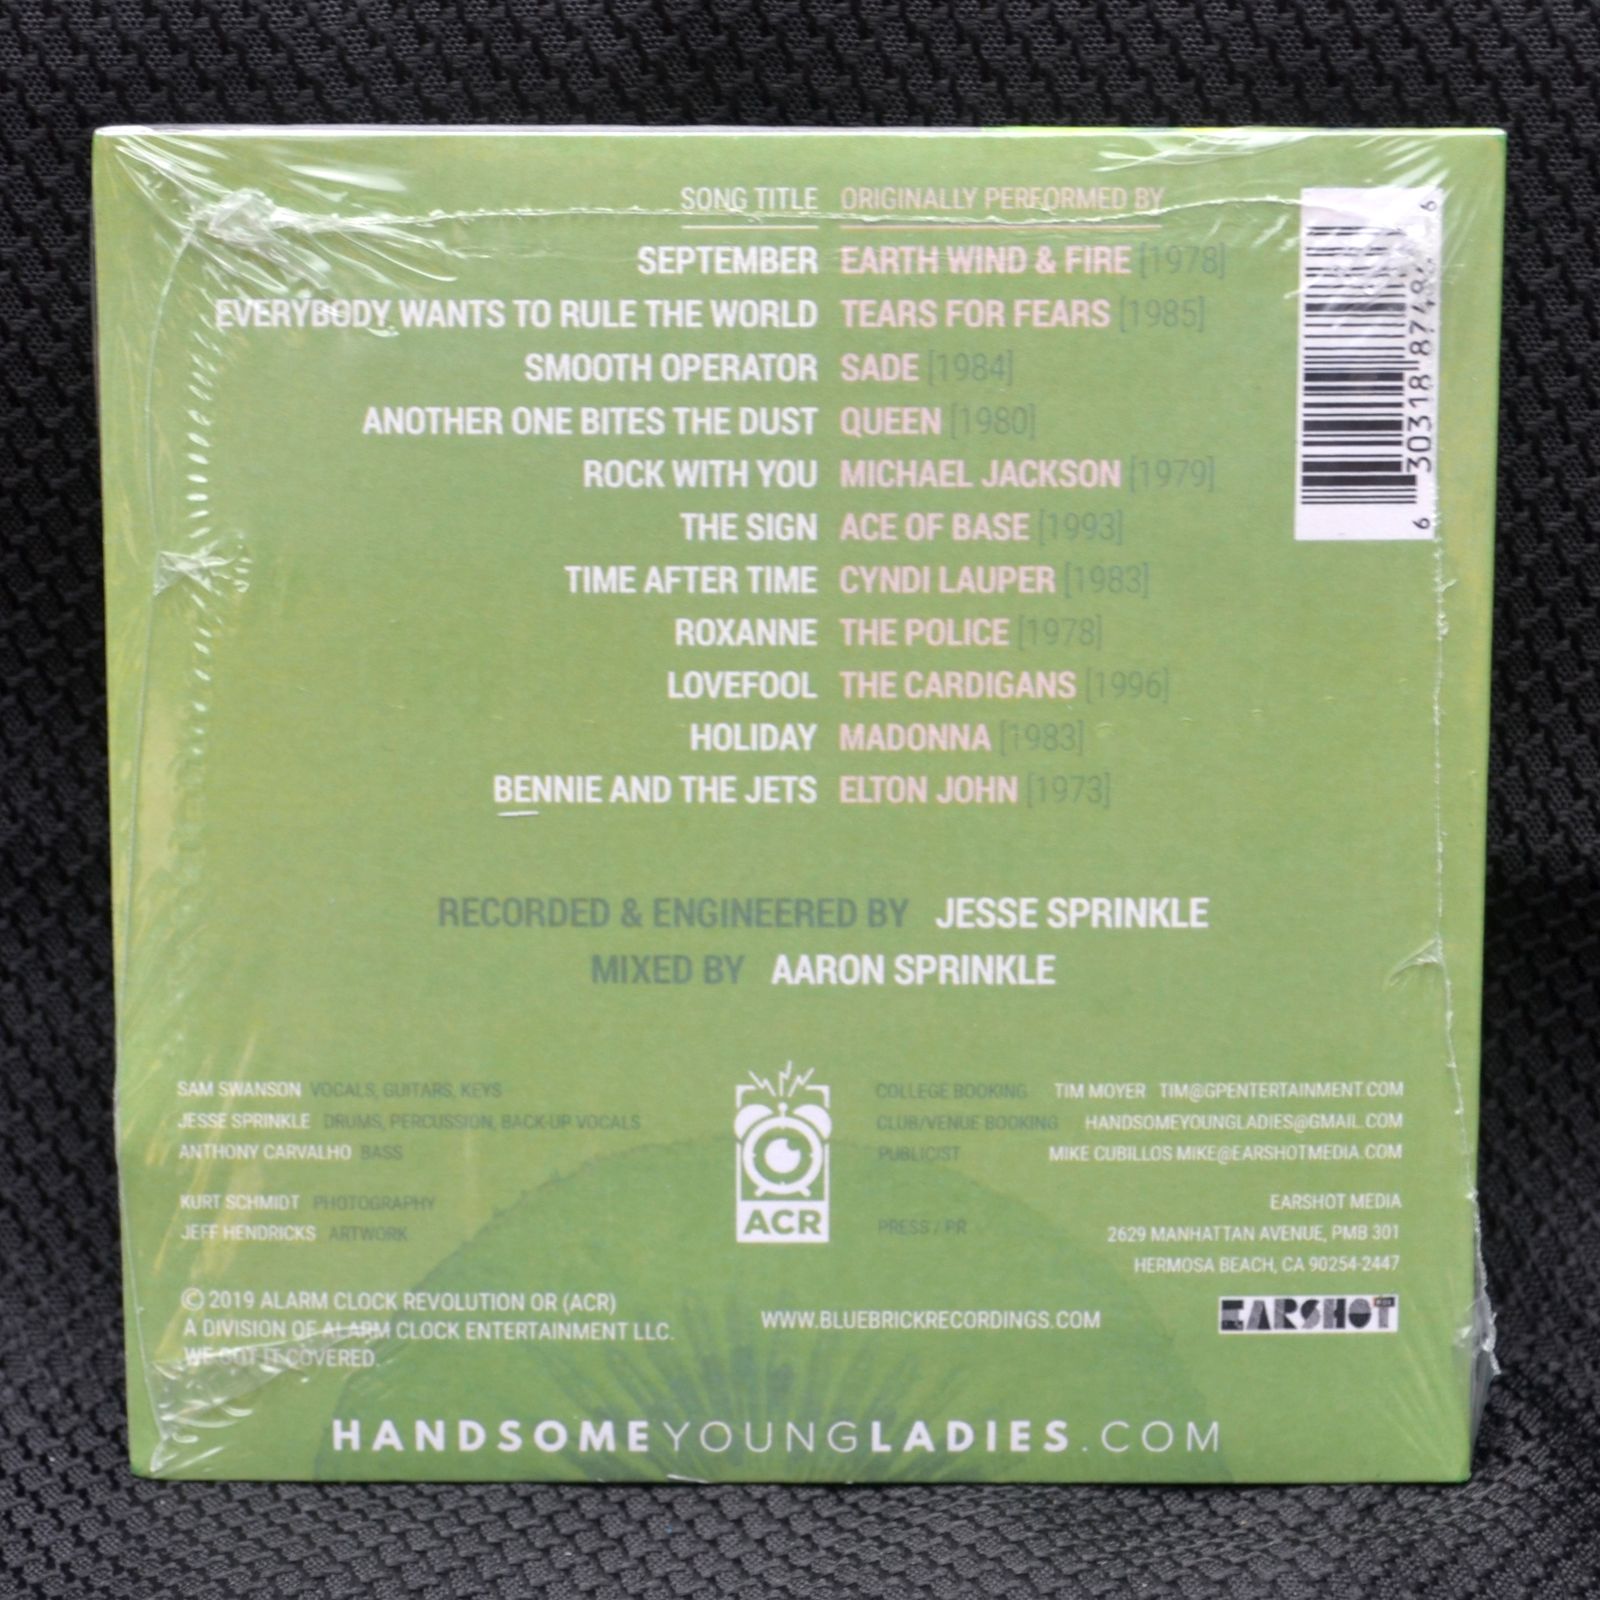 SONG TITLE ORIGINALLY PERFORMED BY
SEPTEMBER EARTH WIND & FIRE [1978]
EVERYBODY WANTS TO RULE THE WORLD TEARS FOR FEARS [1985]
SMOOTH OPERATOR SADE [1984]
ANOTHER ONE BITES THE DUST QUEEN [1980]
ROCK WITH YOU MICHAEL JACKSON [1979]
THE SIGN ACE OF BASE [1993]
TIME AFTER TIME CYNDI LAUPER [1983]
ROXANNE THE POLICE [1978]
LOVEFOOL THE CARDIGANS [1996]
HOLIDAY MADONNA [1983]
BENNIE AND THE JETS ELTON JOHN [1973]
RECORDED & ENGINEERED BY JESSE SPRINKLE
MIXED BY AARON SPRINKLE
SAM SWANSON VOCALS, GUITARS, KEYS
JESSE SPRINKLE DRUMS, PERCUSSION, BACK-UP VOCALS
ANTHONY CARVALHO BASS
KURT SCHMIDT PHOTOGRAPHY
JEFF HENDRICKS ARTWORK
ACR
COLLEGE BOOKING TIM MOYER TIM@GPENTERTAINMENT.COM
CLUB/VENUE BOOKING HANDSOMEYOUNGLADIES@GMAIL.COM
PUBLICIST MIKE CUBILLOS MIKE@EARSHOTMEDIA.COM
EARSHOT MEDIA
PRESS / PR 2629 MANHATTAN AVENUE, PMB 301
HERMOSA BEACH, CA 90254-2447
© 2019 ALARM CLOCK REVOLUTION OR (ACR)
A DIVISION OF ALARM CLOCK ENTERTAINMENT LLC.
WE GOT IT COVERED.
WWW.BLUEBRICKRECORDINGS.COM
EARSHOT
HANDSOMEYOUNGLADIES.COM